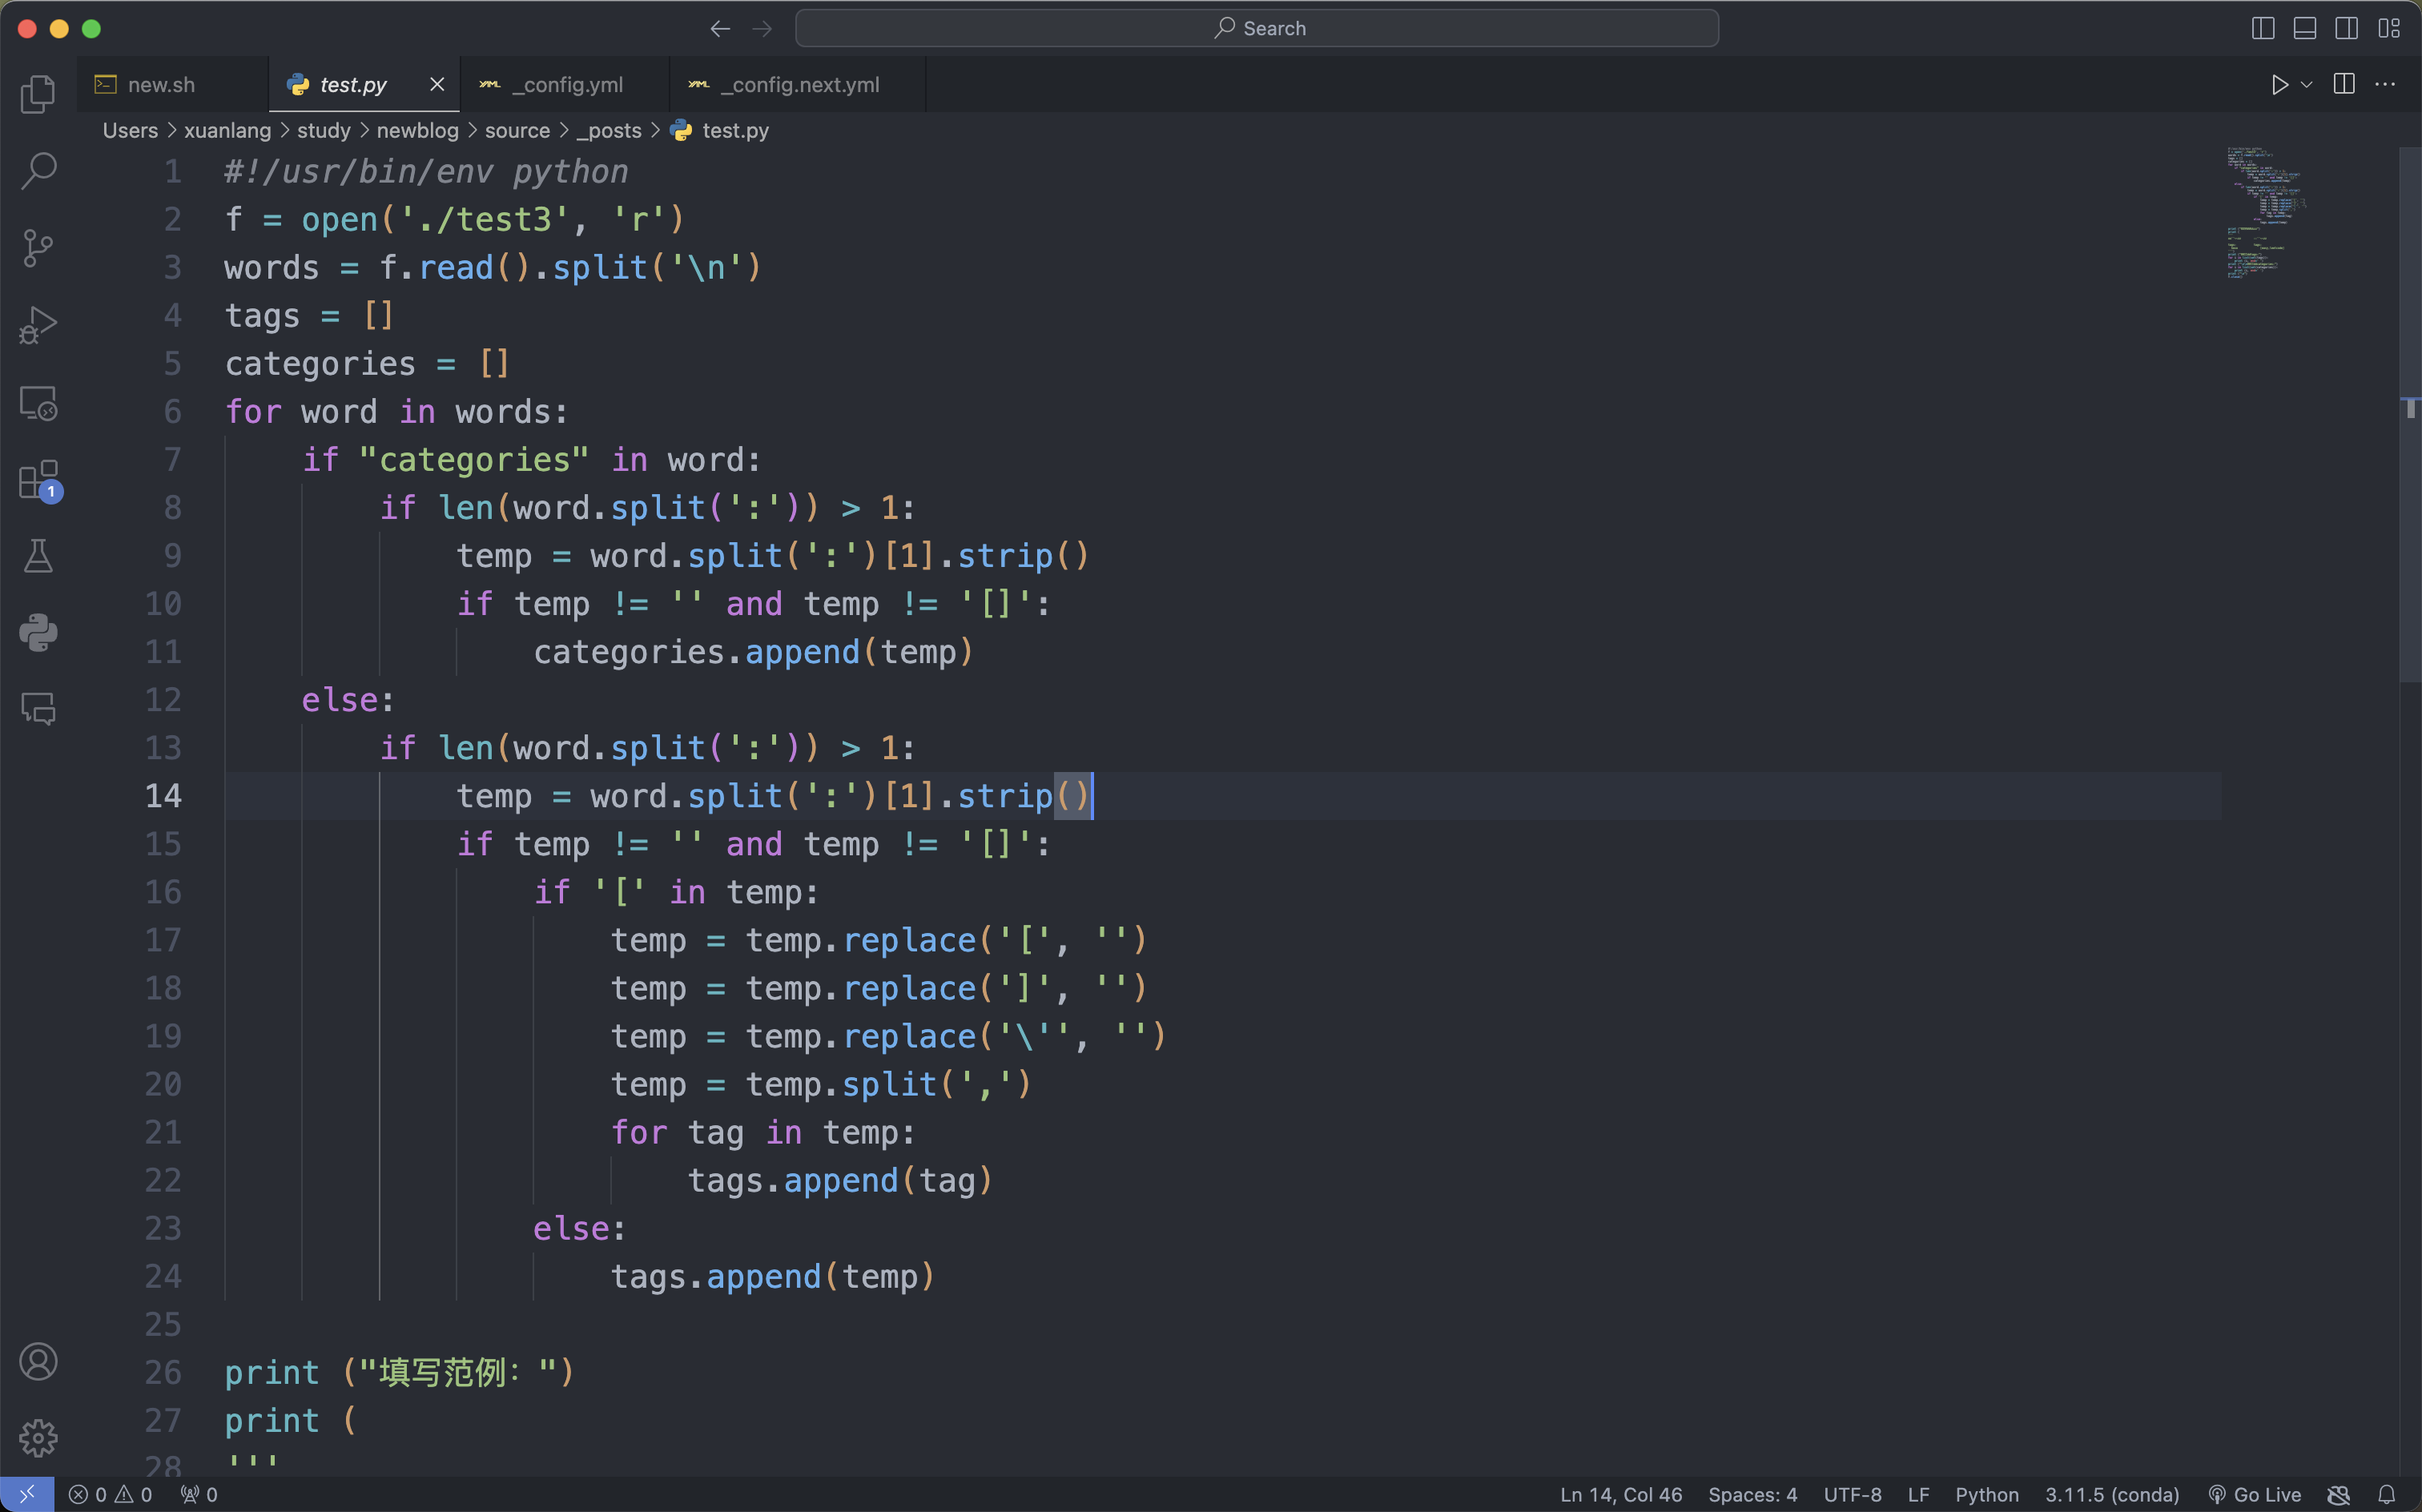 Search
new.sh
test.py
_config.yml
_config.next.yml
Users > xuanlang > study > newblog > source > _posts > test.py
1 #!/usr/bin/env python
2 f = open('./test3', 'r')
3 words = f.read().split('\n')
4 tags = []
5 categories = []
6 for word in words:
7     if "categories" in word:
8         if len(word.split(':')) > 1:
9             temp = word.split(':')[1].strip()
10             if temp != '' and temp != '[]':
11                 categories.append(temp)
12     else:
13         if len(word.split(':')) > 1:
14             temp = word.split(':')[1].strip()
15             if temp != '' and temp != '[]':
16                 if '[' in temp:
17                     temp = temp.replace('[', '')
18                     temp = temp.replace(']', '')
19                     temp = temp.replace('\'', '')
20                     temp = temp.split(',')
21                     for tag in temp:
22                         tags.append(tag)
23                 else:
24                     tags.append(temp)
25
26 print ("填写范例：")
27 print (
28 '''
1
0 0 0
Ln 14, Col 46 Spaces: 4 UTF-8 LF Python 3.11.5 (conda) Go Live